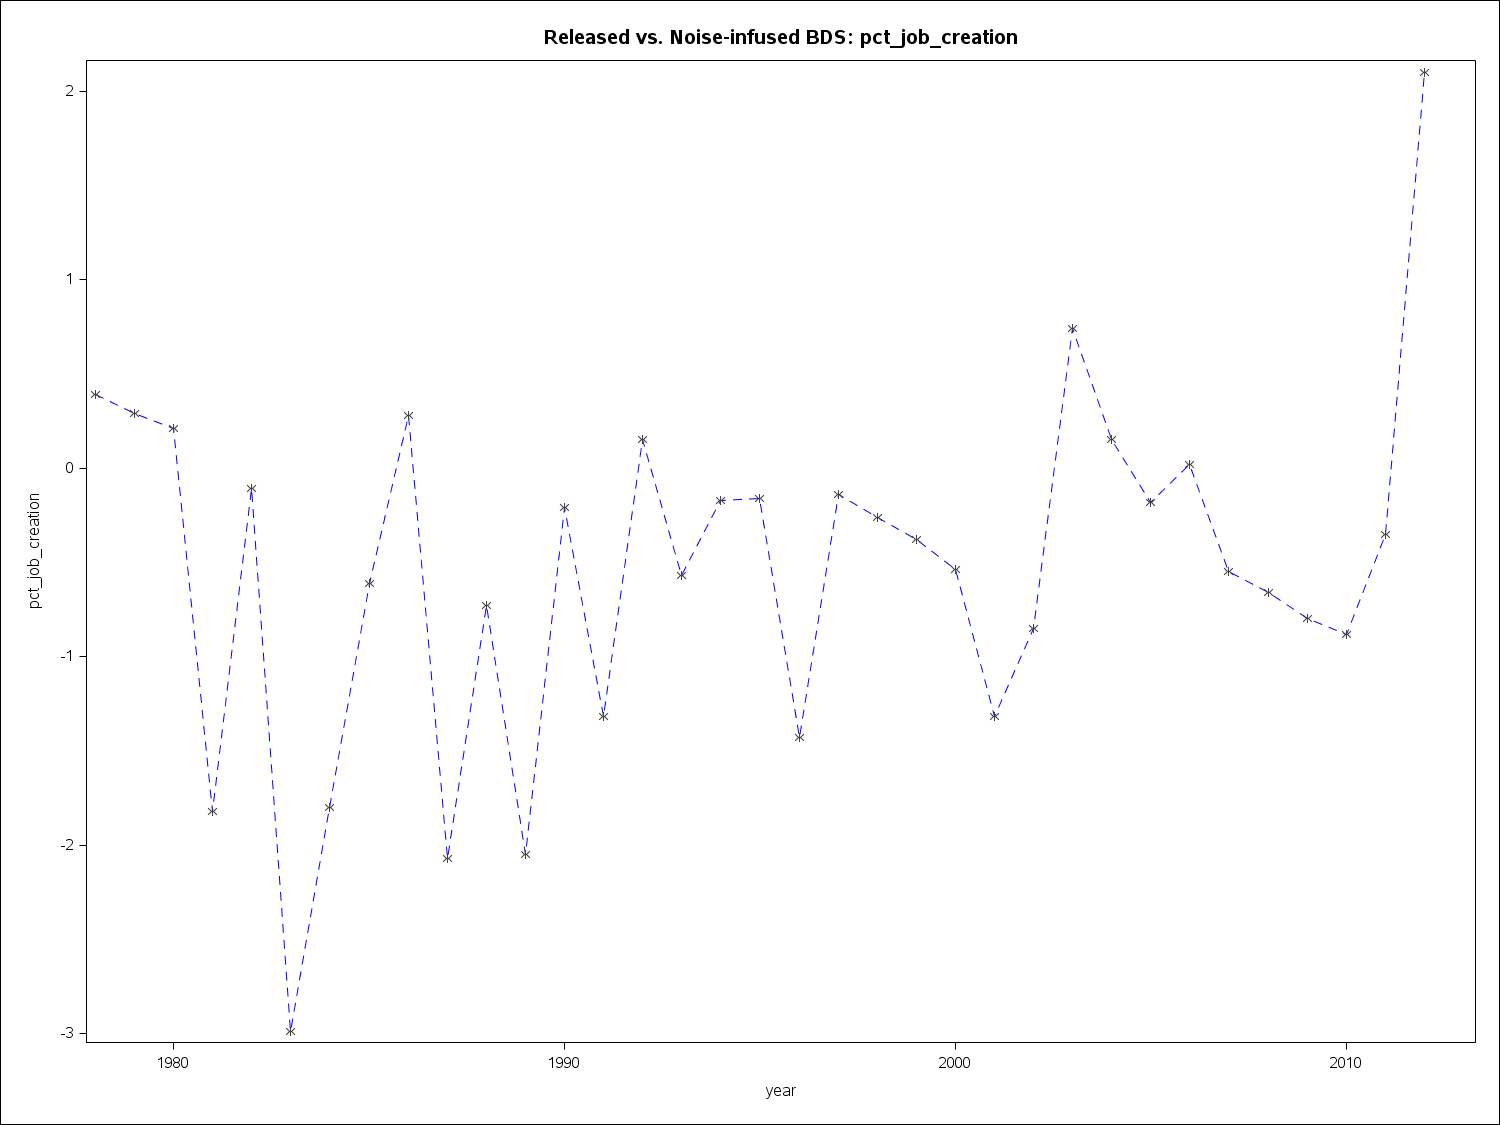 Released vs. Noise-infused BDS: pct_job_creation
2
1
0
-1
-2
-3
pct_job_creation
1980 1990 2000 2010
year